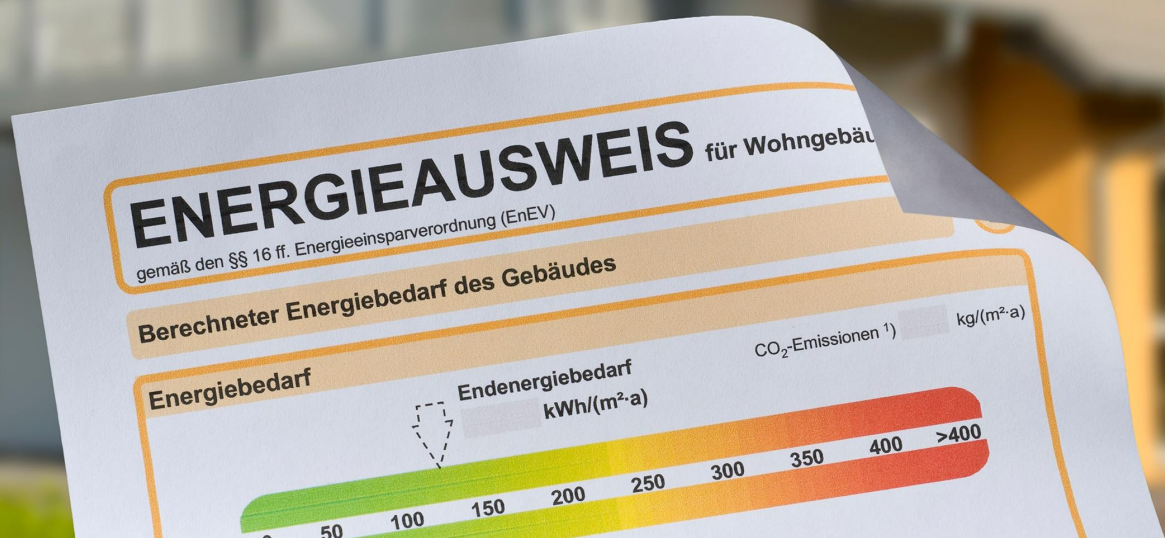 ENERGIEAUSWEIS für Wohngebäu
gemäß den §§ 16 ff. Energieeinsparverordnung (EnEV)
Berechneter Energiebedarf des Gebäudes
Energiebedarf
CO₂-Emissionen ¹) kg/(m²·a)
Endenergiebedarf
kWh/(m²·a)
0 50 100 150 200 250 300 350 400 >400